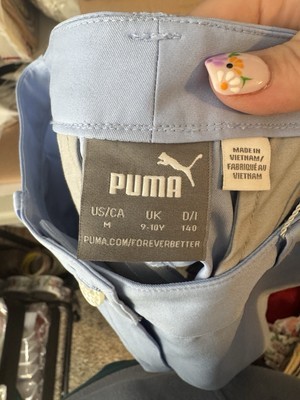 PUMA
US/CA UK D/I
M 9-10Y 140
PUMA.COM/FOREVERBETTER
MADE IN
VIETNAM/
FABRIQUÉ AU
VIETNAM